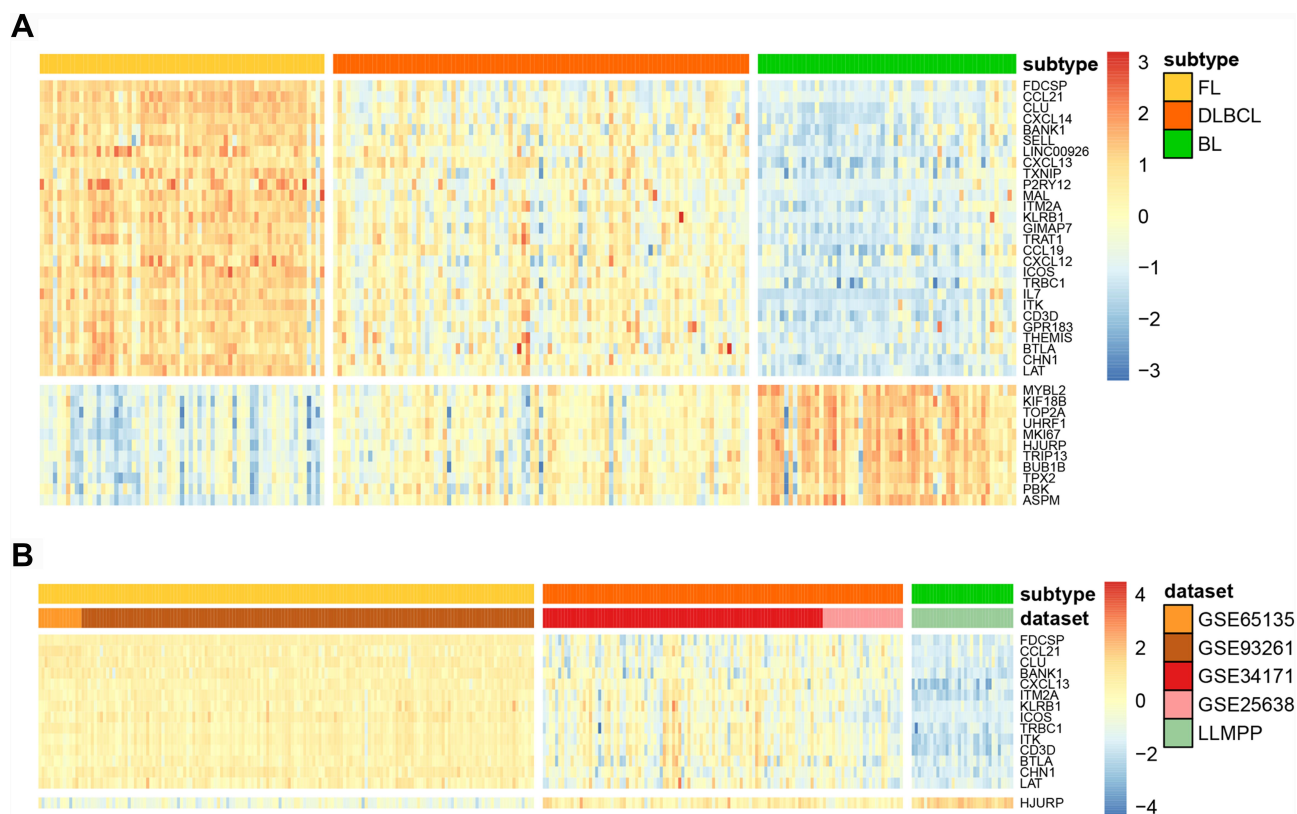 A
subtype
FDCSP
CCL21
CLU
CXCL14
BANK1
SELL
LINC00926
CXCL13
TXNIP
P2RY12
MAL
ITM2A
KLRB1
GIMAP7
TRAT1
CCL19
CXCL12
ICOS
TRBC1
IL7
ITK
CD3D
GPR183
THEMIS
BTLA
CHN1
LAT
MYBL2
KIF18B
TOP2A
UHRF1
MKI67
HJURP
TRIP13
BUB1B
TPX2
PBK
ASPM
3
2
1
0
−1
−2
−3
subtype
FL
DLBCL
BL
B
subtype
dataset
FDCSP
CCL21
CLU
BANK1
CXCL13
ITM2A
KLRB1
ICOS
TRBC1
ITK
CD3D
BTLA
CHN1
LAT
HJURP
4
2
0
−2
−4
dataset
GSE65135
GSE93261
GSE34171
GSE25638
LLMPP